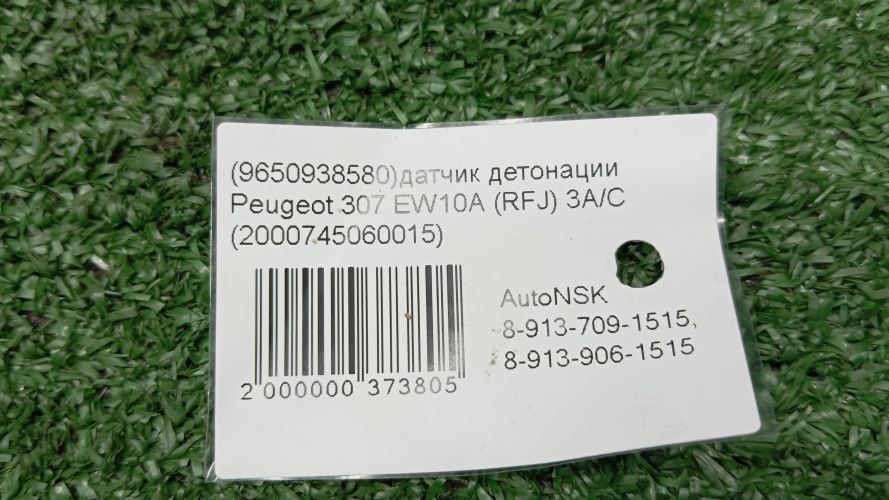 (9650938580)датчик детонации
Peugeot 307 EW10A (RFJ) 3A/C
(2000745060015)
AutoNSK
8-913-709-1515,
8-913-906-1515
2 000000 373805